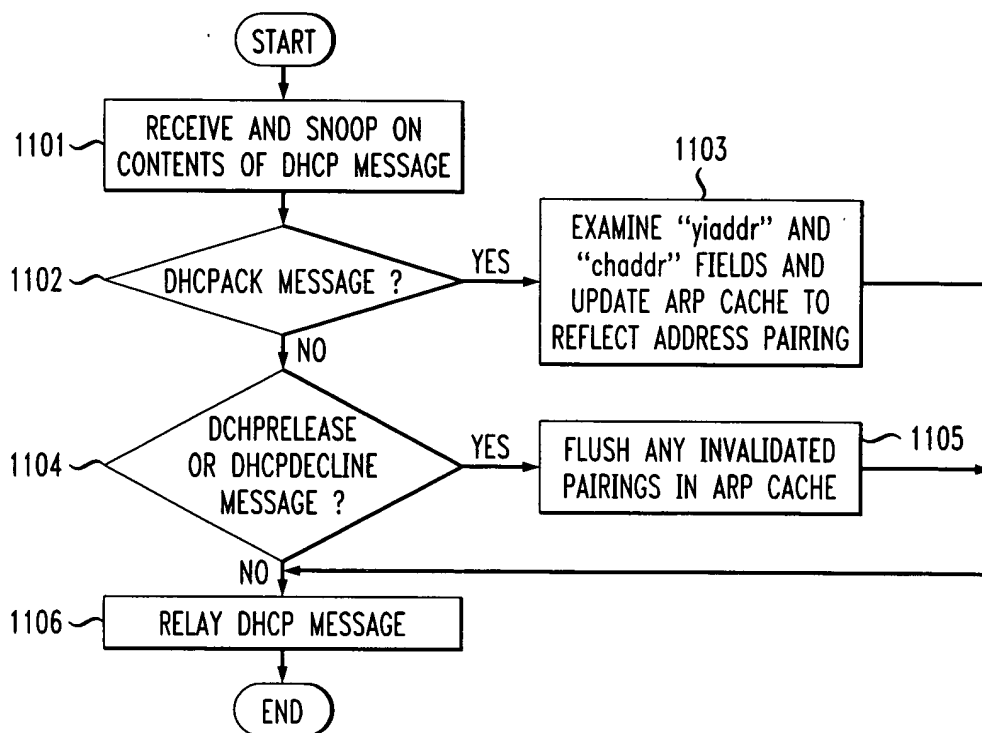 START
1101
RECEIVE AND SNOOP ON
CONTENTS OF DHCP MESSAGE
1102
DHCPACK MESSAGE ?
YES
1103
EXAMINE “yiaddr” AND
“chaddr” FIELDS AND
UPDATE ARP CACHE TO
REFLECT ADDRESS PAIRING
NO
1104
DCHPRELEASE
OR DHCPDECLINE
MESSAGE ?
YES
1105
FLUSH ANY INVALIDATED
PAIRINGS IN ARP CACHE
NO
1106
RELAY DHCP MESSAGE
END